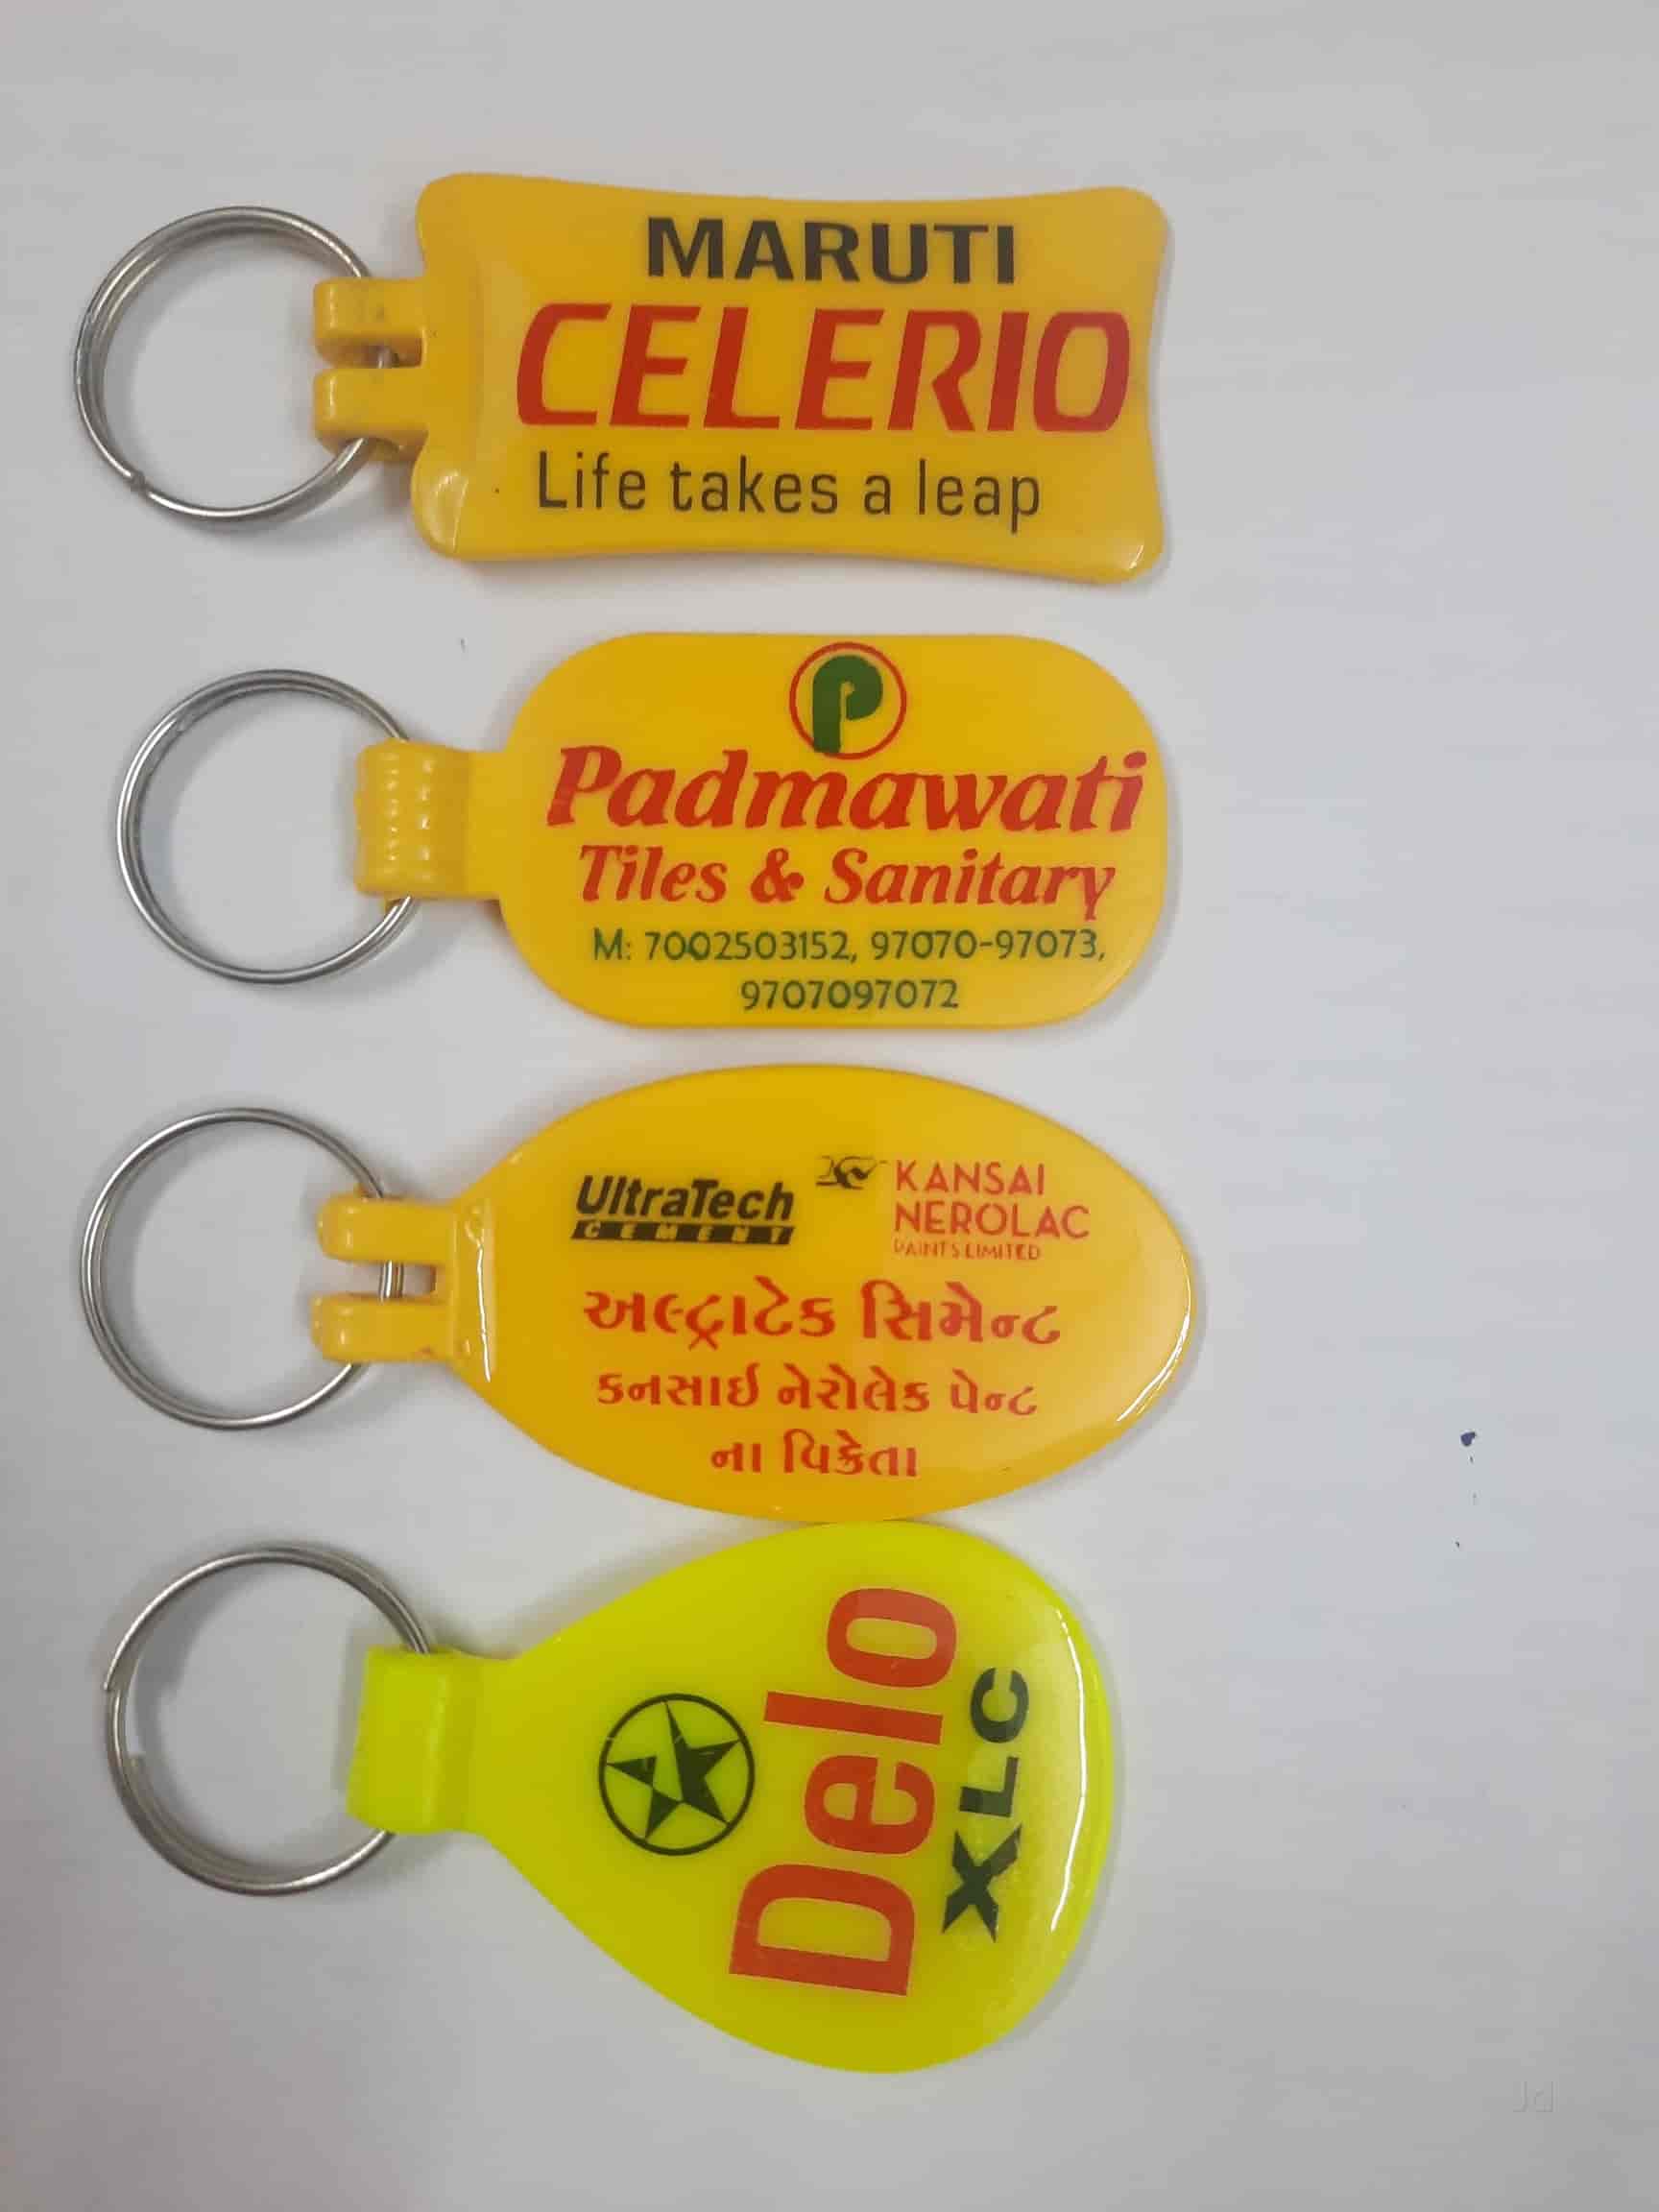 MARUTI
CELERIO
Life takes a leap
P
Padmawati
Tiles & Sanitary
M: 7002503152, 97070-97073,
9707097072
UltraTech
CEMENT
KANSAI
NEROLAC
PAINTS LIMITED
અલ્ટ્રાટેક સિમેન્ટ
કનસાઈ નેરોલેક પેન્ટ
ના વિક્રેતા
Delo
XLC
Jd